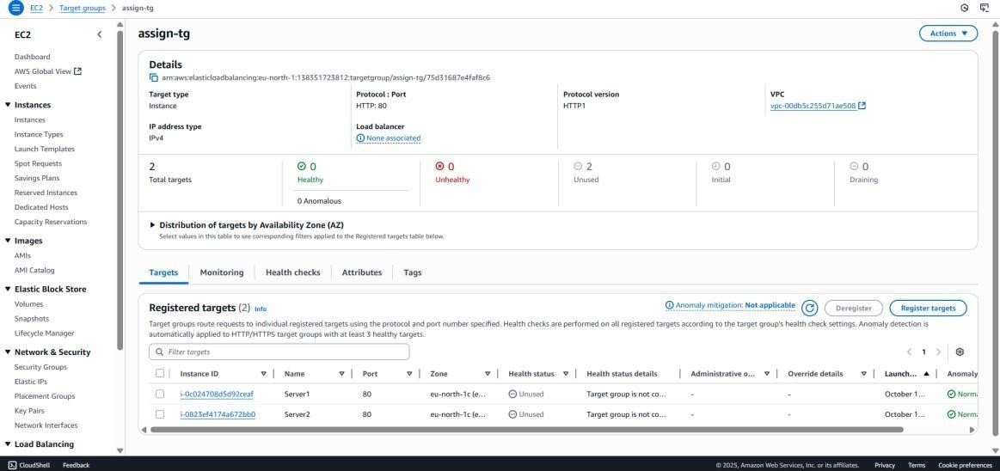 EC2 > Target groups > assign-tg
EC2
Dashboard
AWS Global View
Events
Instances
Instances
Instance Types
Launch Templates
Spot Requests
Savings Plans
Reserved Instances
Dedicated Hosts
Capacity Reservations
Images
AMIs
AMI Catalog
Elastic Block Store
Volumes
Snapshots
Lifecycle Manager
Network & Security
Security Groups
Elastic IPs
Placement Groups
Key Pairs
Network Interfaces
Load Balancing
assign-tg
Actions
Details
arn:aws:elasticloadbalancing:eu-north-1:138351723812:targetgroup/assign-tg/75d31687e4faf8c6
Target type
Instance
Protocol : Port
HTTP: 80
Protocol version
HTTP1
VPC
vpc-00db5c255d71ae508
IP address type
IPv4
Load balancer
None associated
2
Total targets
0
Healthy
0 Anomalous
0
Unhealthy
2
Unused
0
Initial
0
Draining
Distribution of targets by Availability Zone (AZ)
Select values in this table to see corresponding filters applied to the Registered targets table below.
Targets Monitoring Health checks Attributes Tags
Registered targets (2) Info
Anomaly mitigation: Not applicable
Deregister
Register targets
Target groups route requests to individual registered targets using the protocol and port number specified. Health checks are performed on all registered targets according to the target group's health check settings. Anomaly detection is
automatically applied to HTTP/HTTPS target groups with at least 3 healthy targets.
Filter targets
< 1 >
Instance ID Name Port Zone Health status Health status details Administrative o... Override details Launch... Anomaly
i-0c024708d5d92ceaf Server1 80 eu-north-1c (e... Unused Target group is not co... - - October 1... Norma
i-0823ef4174a672bb0 Server2 80 eu-north-1c (e... Unused Target group is not co... - - October 1... Norma
CloudShell Feedback © 2025, Amazon Web Services, Inc. or its affiliates. Privacy Terms Cookie preferences